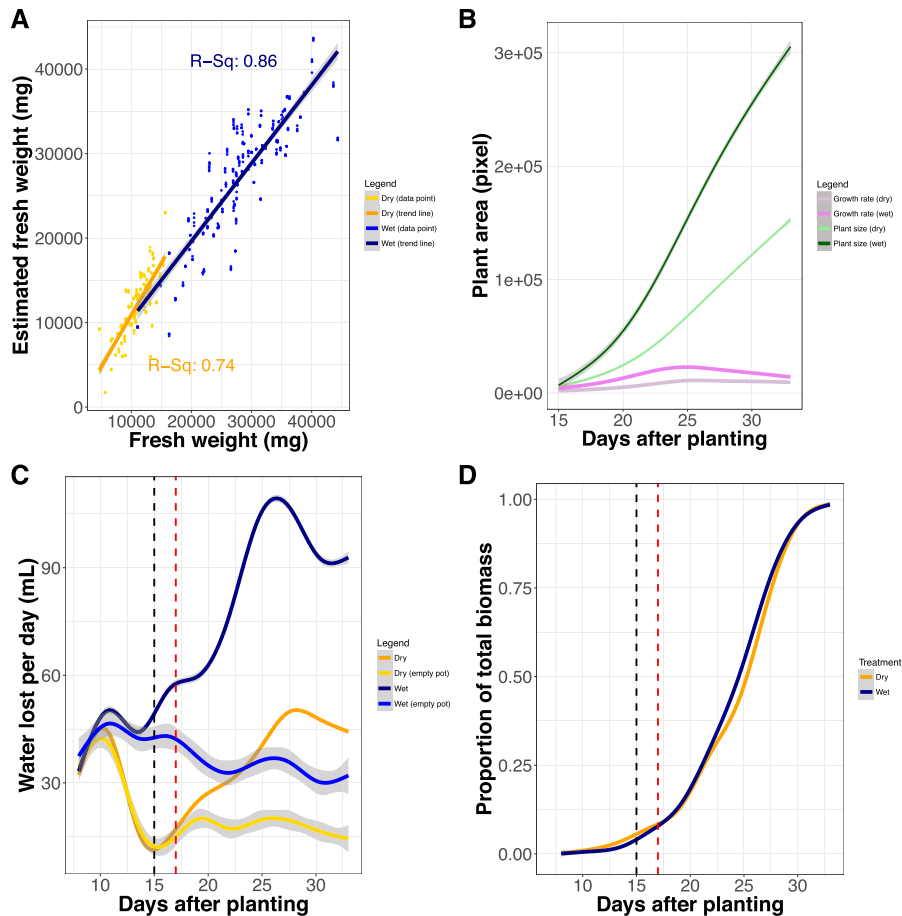 A
R-Sq: 0.86
R-Sq: 0.74
Estimated fresh weight (mg)
40000
30000
20000
10000
0
10000 20000 30000 40000
Fresh weight (mg)
Legend
Dry (data point)
Dry (trend line)
Wet (data point)
Wet (trend line)
B
Plant area (pixel)
3e+05
2e+05
1e+05
0e+00
15 20 25 30
Days after planting
Legend
Growth rate (dry)
Growth rate (wet)
Plant size (dry)
Plant size (wet)
C
Water lost per day (mL)
90
60
30
10 15 20 25 30
Days after planting
Legend
Dry
Dry (empty pot)
Wet
Wet (empty pot)
D
Proportion of total biomass
1.00
0.75
0.50
0.25
0.00
10 15 20 25 30
Days after planting
Treatment
Dry
Wet